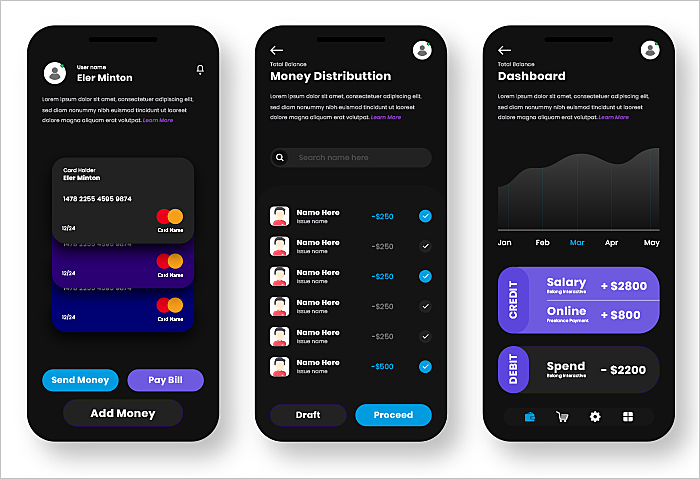 User name
Eler Minton
Lorem ipsum dolor sit amet, consectetuer adipiscing elit,
sed diam nonummy nibh euismod tincidunt ut laoreet
dolore magna aliquam erat volutpat. Learn More
Card Holder
Eler Minton
1478 2255 4595 9874
12/24
Card Name
1478 2255 4595 9874
12/24
Card Name
1478 2255 4595 9874
12/24
Card Name
Send Money
Pay Bill
Add Money
Total Balance
Money Distributtion
Lorem ipsum dolor sit amet, consectetuer adipiscing elit,
sed diam nonummy nibh euismod tincidunt ut laoreet
dolore magna aliquam erat volutpat. Learn More
Search name here
Name Here -$250
Issue name
Name Here -$250
Issue name
Name Here -$250
Issue name
Name Here -$250
Issue name
Name Here -$250
Issue name
Name Here -$500
Issue name
Draft
Proceed
Total Balance
Dashboard
Lorem ipsum dolor sit amet, consectetuer adipiscing elit,
sed diam nonummy nibh euismod tincidunt ut laoreet
dolore magna aliquam erat volutpat. Learn More
Jan Feb Mar Apr May
CREDIT
Salary + $2800
Belong Interactive
Online + $800
Freelance Payment
DEBIT
Spend - $2200
Belong Interactive